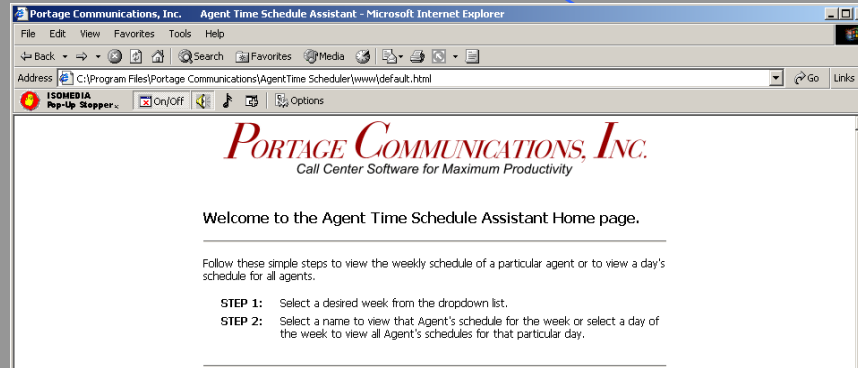 Portage Communications, Inc.    Agent Time Schedule Assistant - Microsoft Internet Explorer
File Edit View Favorites Tools Help
Back Search Favorites Media
Address C:\Program Files\Portage Communications\AgentTime Scheduler\www\default.html Go Links
ISOMEDIA
Pop-Up Stopper On/Off Options
PORTAGE COMMUNICATIONS, INC.
Call Center Software for Maximum Productivity
Welcome to the Agent Time Schedule Assistant Home page.
Follow these simple steps to view the weekly schedule of a particular agent or to view a day's
schedule for all agents.
STEP 1: Select a desired week from the dropdown list.
STEP 2: Select a name to view that Agent's schedule for the week or select a day of
the week to view all Agent's schedules for that particular day.